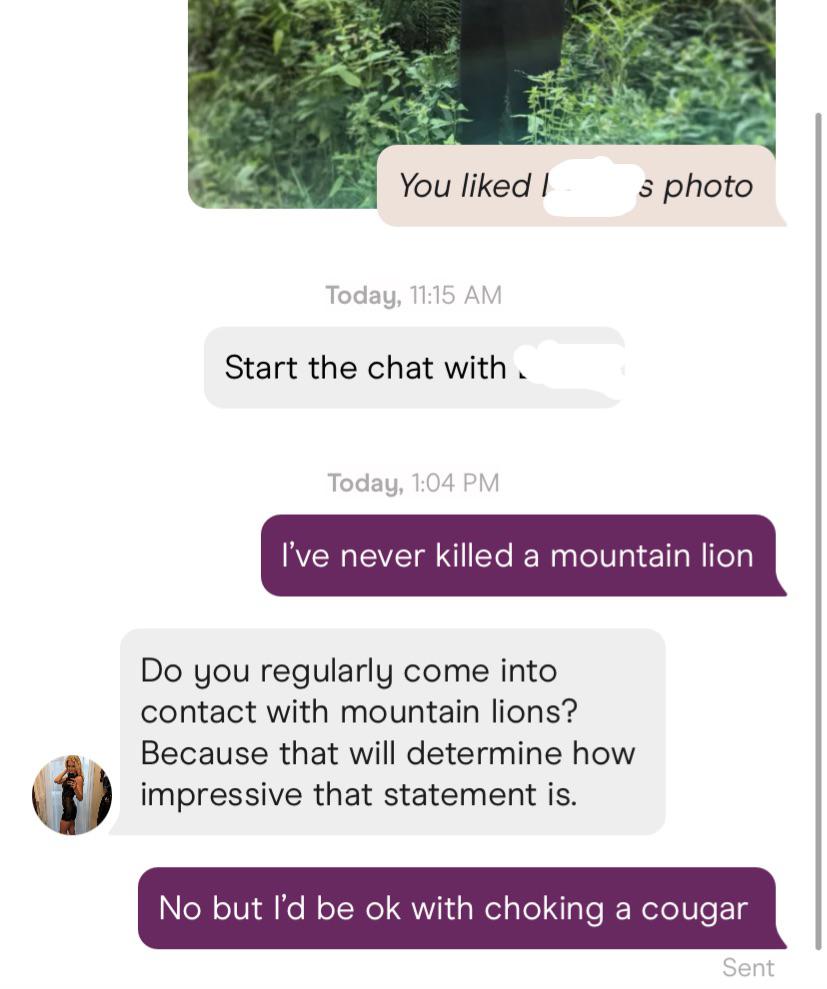 You liked s photo
Today, 11:15 AM
Start the chat with
Today, 1:04 PM
I've never killed a mountain lion
Do you regularly come into
contact with mountain lions?
Because that will determine how
impressive that statement is.
No but I'd be ok with choking a cougar
Sent